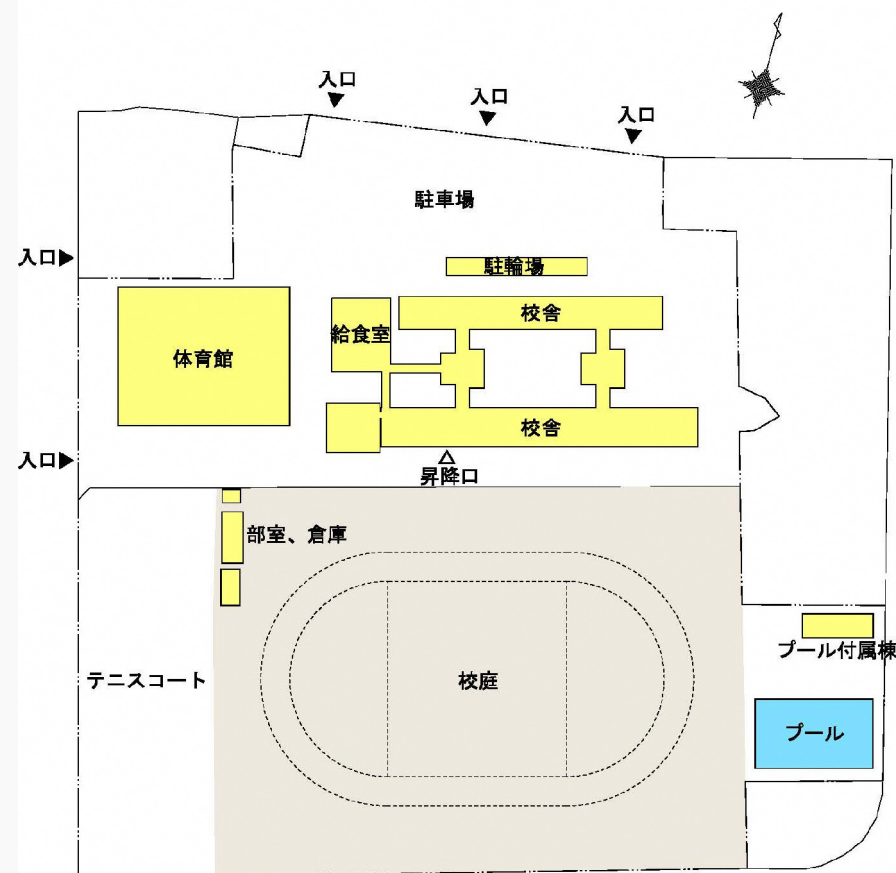 入口
入口
入口
駐車場
入口
駐輪場
校舎
給食室
体育館
校舎
入口
昇降口
部室、倉庫
プール付属棟
テニスコート
校庭
プール